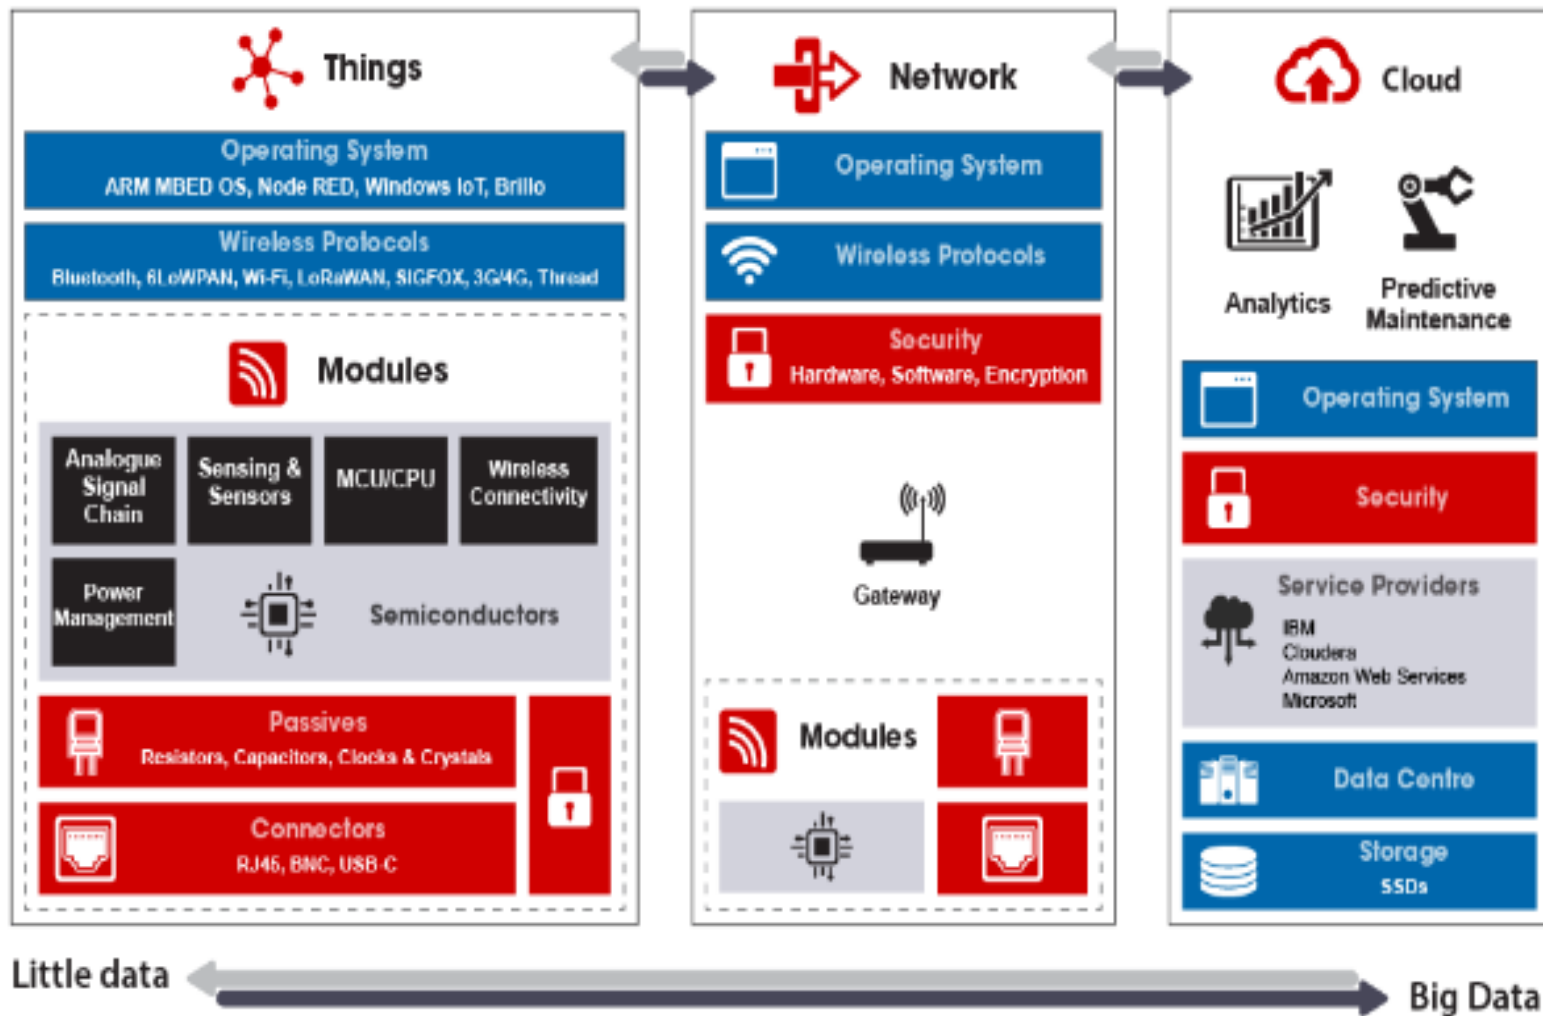 Things
Operating System
ARM MBED OS, Node RED, Windows IoT, Brillo
Wireless Protocols
Bluetooth, 6LoWPAN, Wi-Fi, LoRaWAN, SIGFOX, 3G/4G, Thread
Modules
Analogue
Signal
Chain
Sensing &
Sensors
MCU/CPU
Wireless
Connectivity
Power
Management
Semiconductors
Passives
Resistors, Capacitors, Clocks & Crystals
Connectors
RJ45, BNC, USB-C
Network
Operating System
Wireless Protocols
Security
Hardware, Software, Encryption
Gateway
Modules
Cloud
Analytics
Predictive
Maintenance
Operating System
Security
Service Providers
IBM
Cloudera
Amazon Web Services
Microsoft
Data Centre
Storage
SSDs
Little data
Big Data